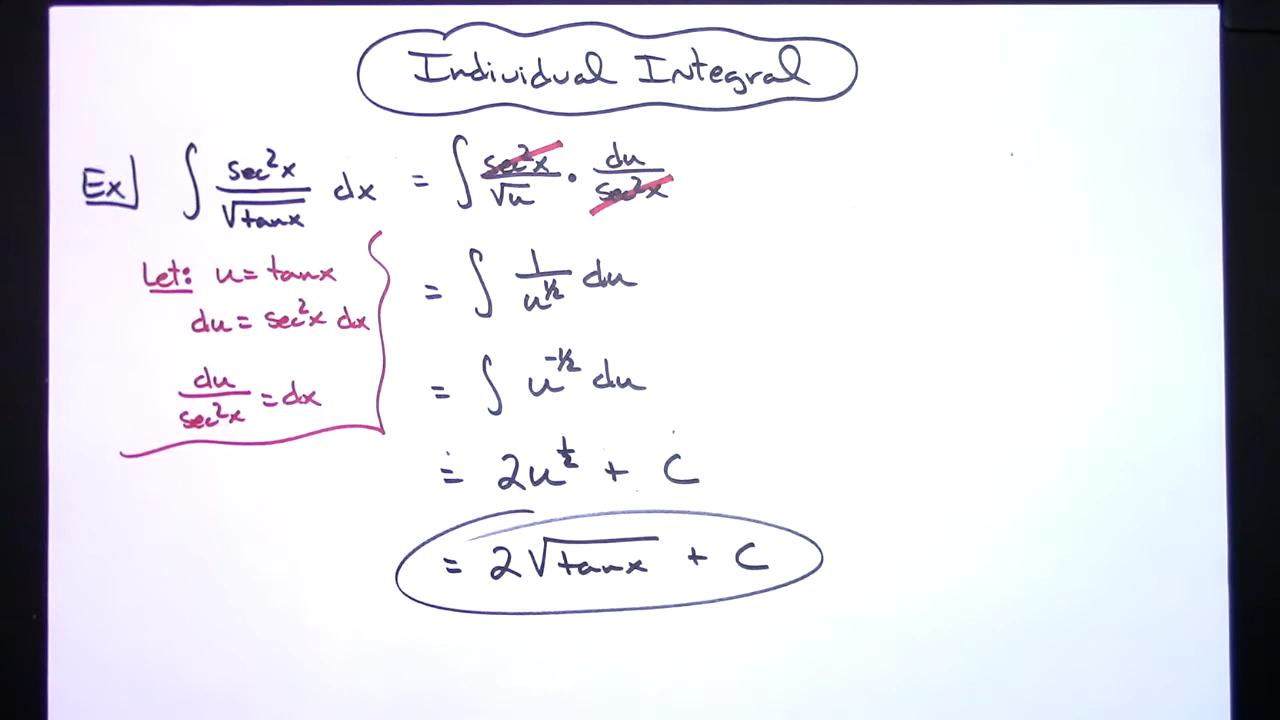 Individual Integral
Ex] ∫ sec²x / √tanx dx = ∫ sec²x / √u • du / sec²x
Let: u = tanx
du = sec²x dx
du / sec²x = dx
= ∫ 1 / u^½ du
= ∫ u^-½ du
= 2u^½ + C
= 2√tanx + C